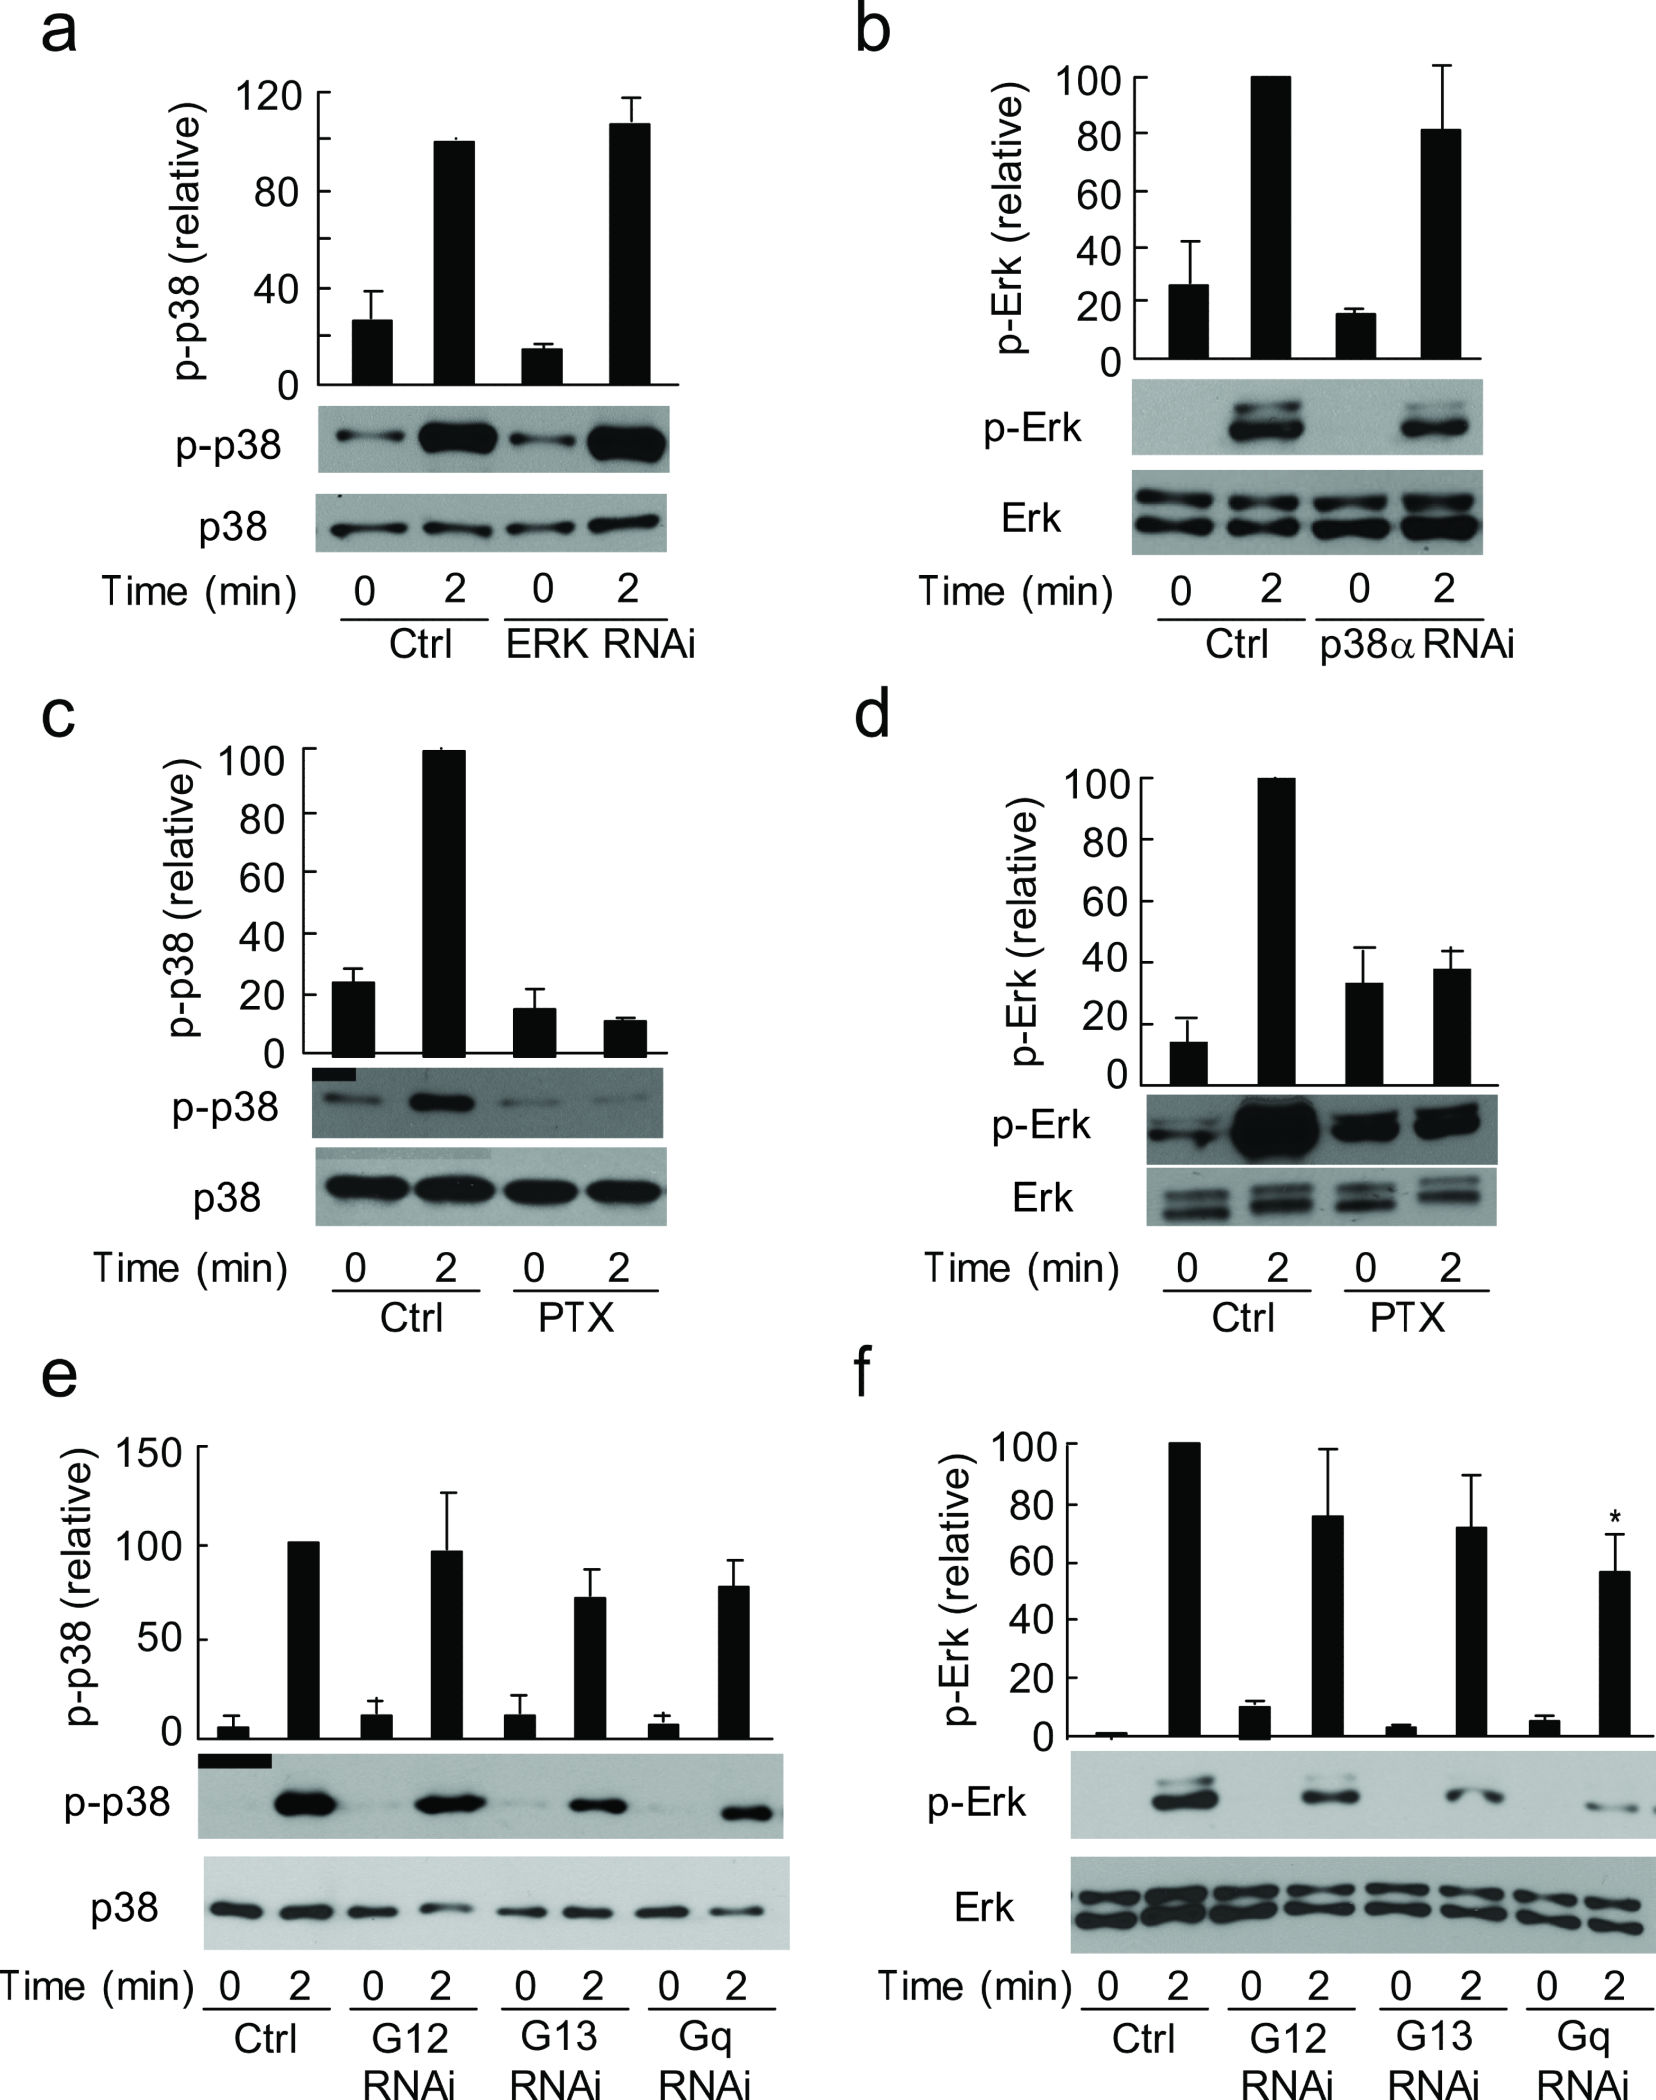 a
p-p38 (relative)
120
80
40
0
p-p38
p38
Time (min) 0 2 0 2
Ctrl ERK RNAi
b
p-Erk (relative)
100
80
60
40
20
0
p-Erk
Erk
Time (min) 0 2 0 2
Ctrl p38α RNAi
c
p-p38 (relative)
100
80
60
40
20
0
p-p38
p38
Time (min) 0 2 0 2
Ctrl PTX
d
p-Erk (relative)
100
80
60
40
20
0
p-Erk
Erk
Time (min) 0 2 0 2
Ctrl PTX
e
p-p38 (relative)
150
100
50
0
p-p38
p38
Time (min) 0 2 0 2 0 2 0 2
Ctrl G12 G13 Gq
RNAi RNAi RNAi
f
p-Erk (relative)
100
80
60
40
20
0
*
p-Erk
Erk
Time (min) 0 2 0 2 0 2 0 2
Ctrl G12 G13 Gq
RNAi RNAi RNAi